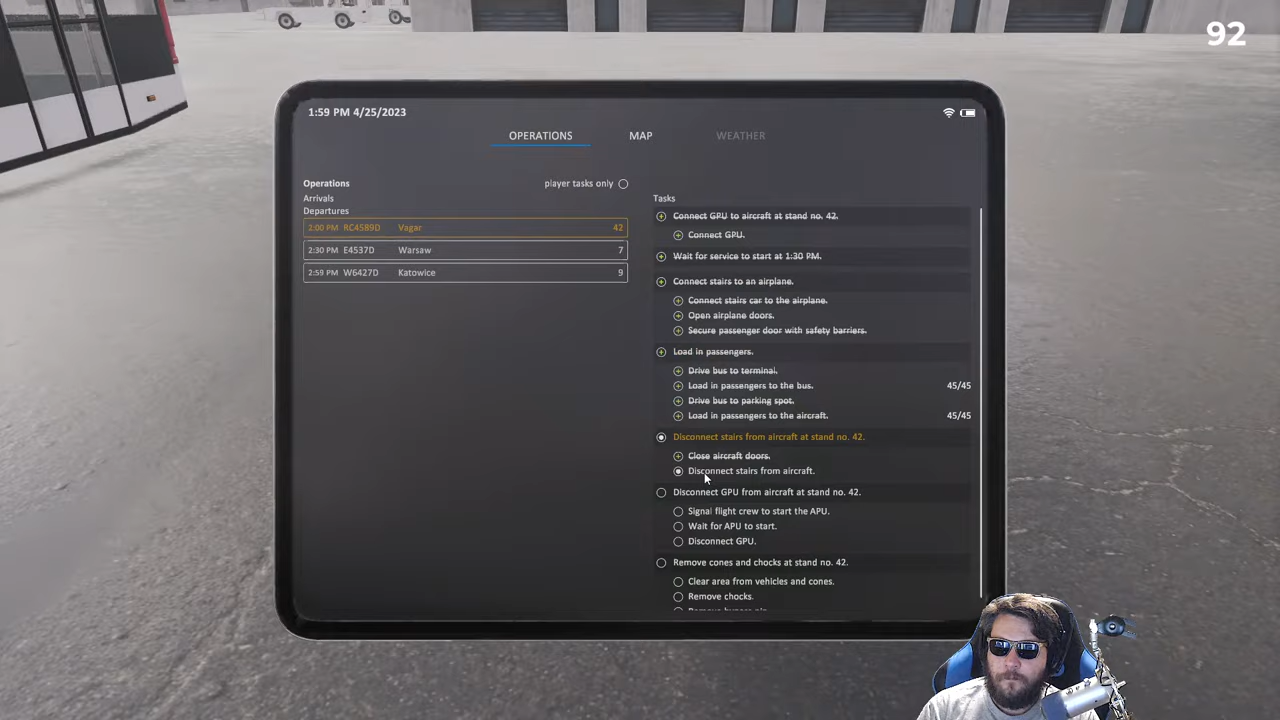 92
1:59 PM 4/25/2023
OPERATIONS MAP WEATHER
Operations player tasks only
Arrivals
Departures
2:00 PM RC4589D Vagar 42
2:30 PM E4537D Warsaw 7
2:59 PM W6427D Katowice 9
Tasks
Connect GPU to aircraft at stand no. 42.
Connect GPU.
Wait for service to start at 1:30 PM.
Connect stairs to an airplane.
Connect stairs car to the airplane.
Open airplane doors.
Secure passenger door with safety barriers.
Load in passengers.
Drive bus to terminal.
Load in passengers to the bus. 45/45
Drive bus to parking spot.
Load in passengers to the aircraft. 45/45
Disconnect stairs from aircraft at stand no. 42.
Close aircraft doors.
Disconnect stairs from aircraft.
Disconnect GPU from aircraft at stand no. 42.
Signal flight crew to start the APU.
Wait for APU to start.
Disconnect GPU.
Remove cones and chocks at stand no. 42.
Clear area from vehicles and cones.
Remove chocks.